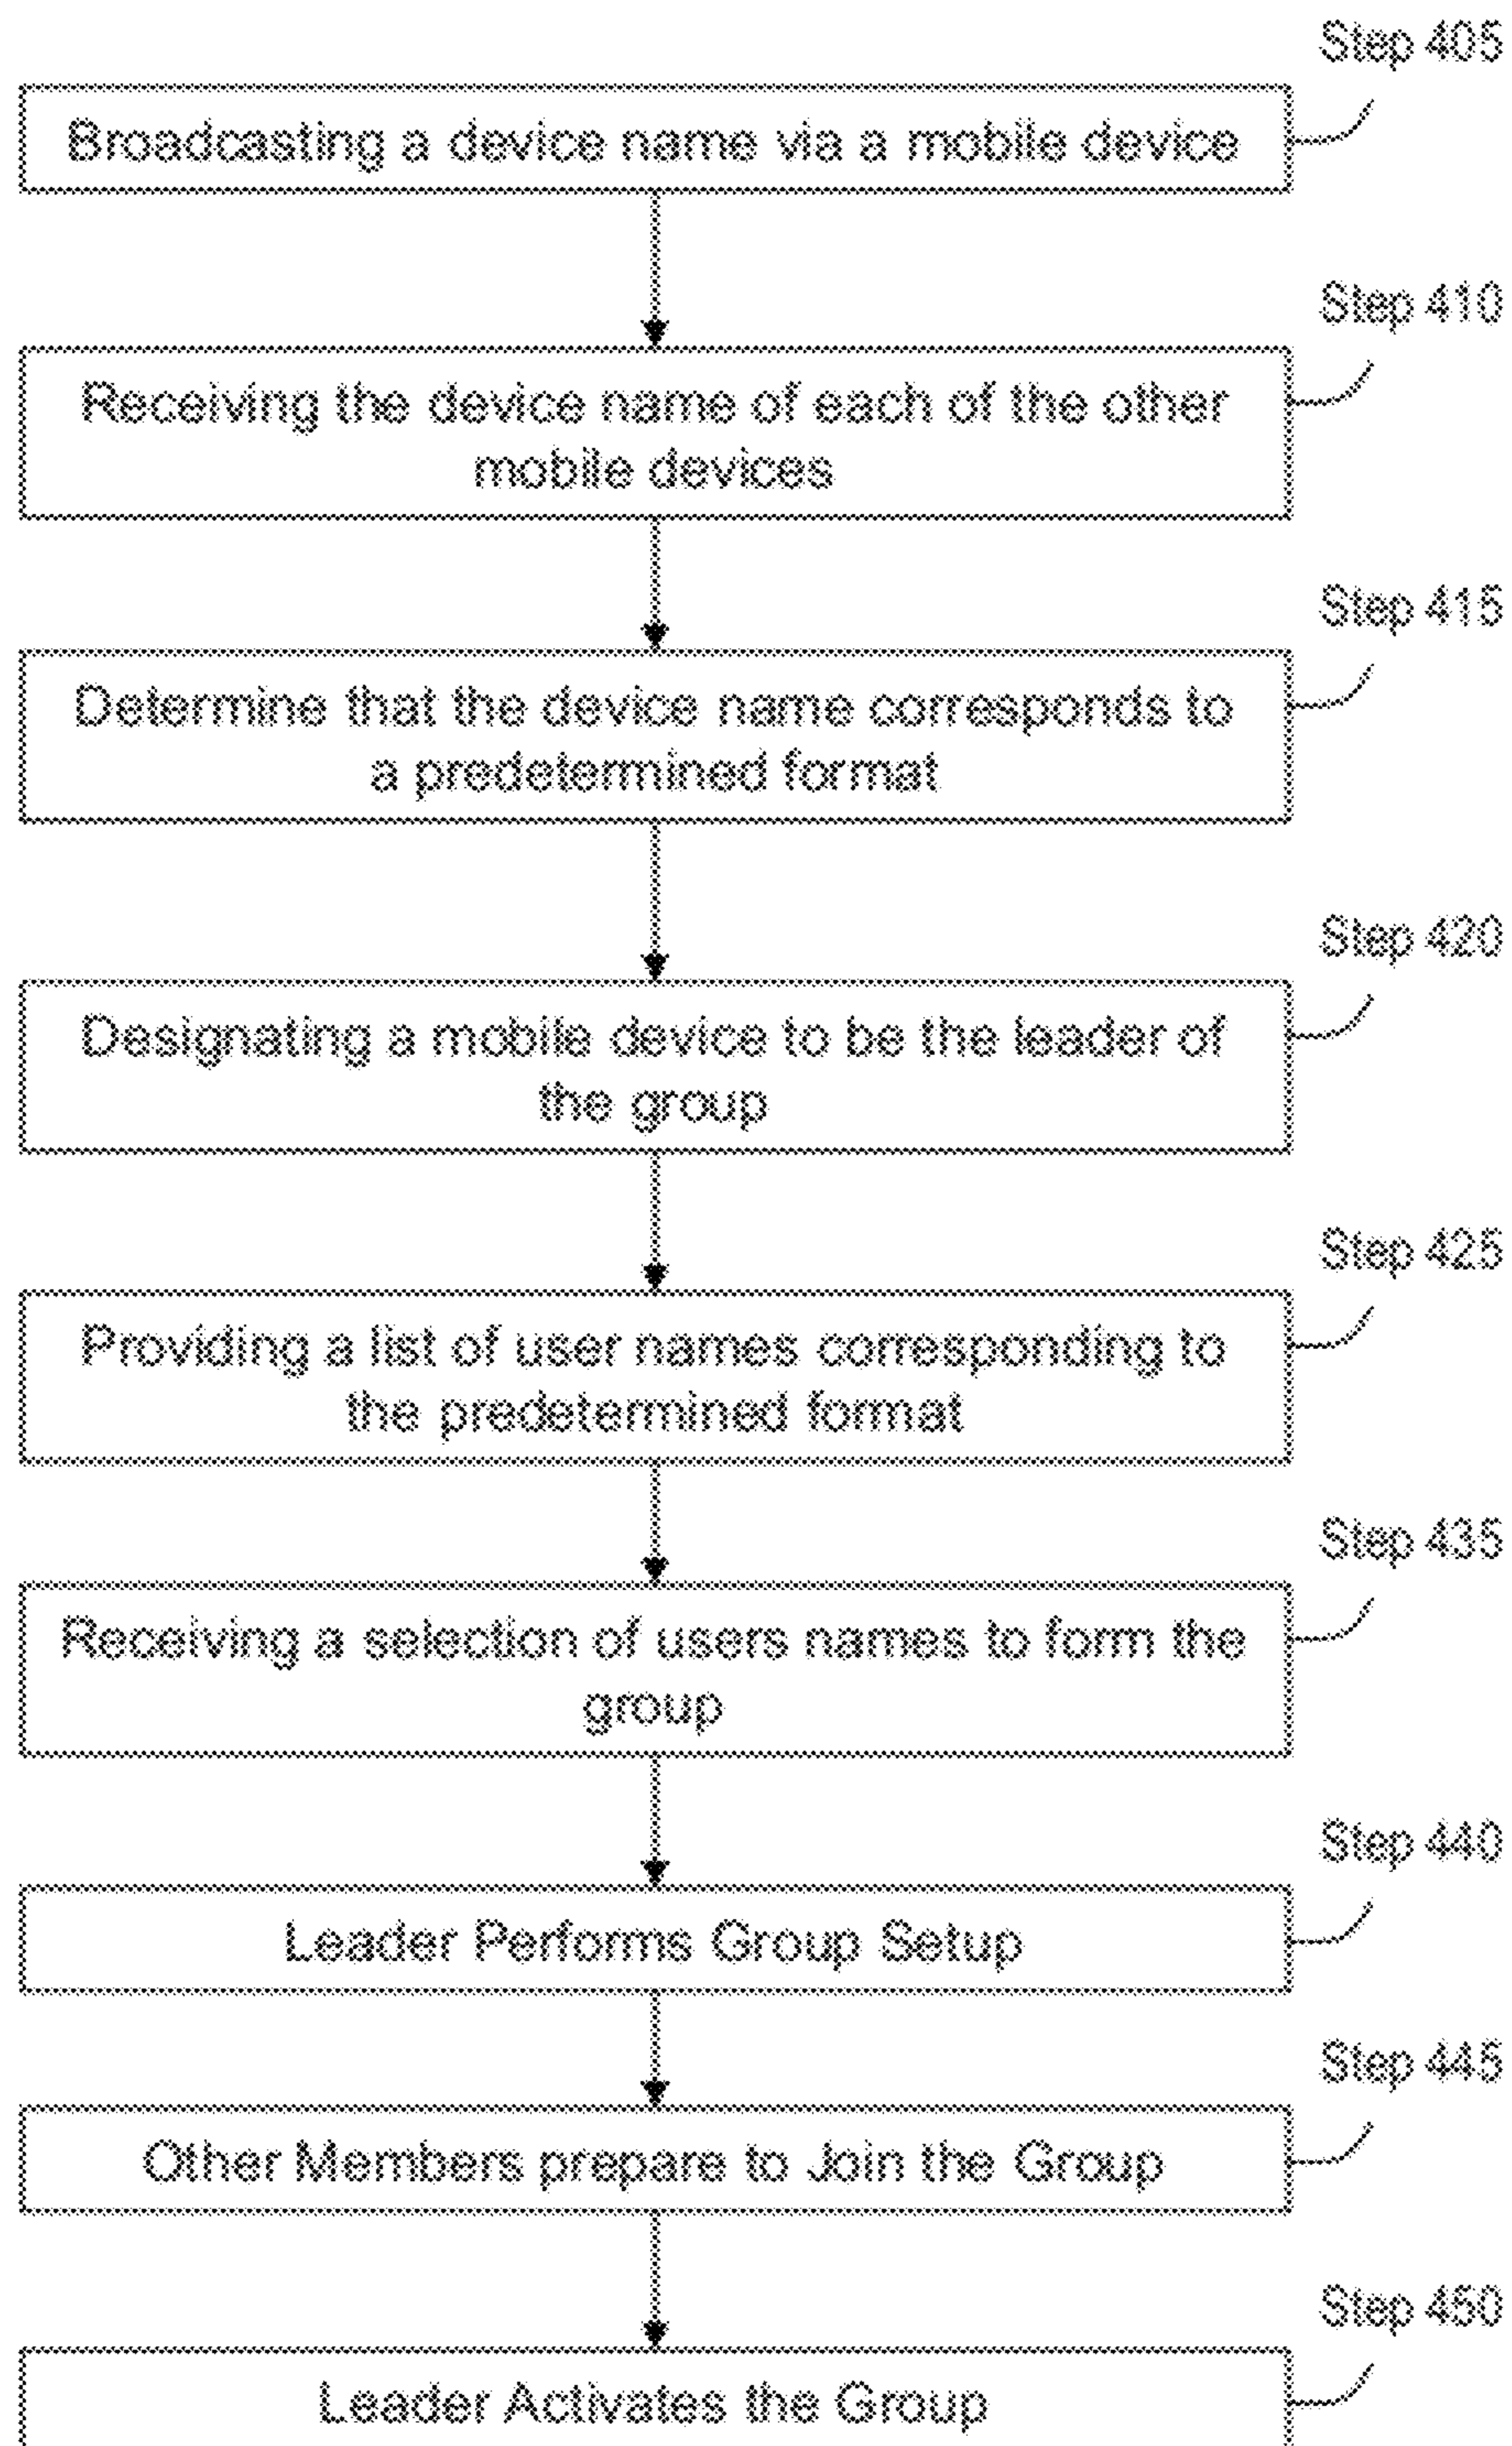 Step 405
Broadcasting a device name via a mobile device
Step 410
Receiving the device name of each of the other
mobile devices
Step 415
Determine that the device name corresponds to
a predetermined format
Step 420
Designating a mobile device to be the leader of
the group
Step 425
Providing a list of user names corresponding to
the predetermined format
Step 435
Receiving a selection of users names to form the
group
Step 440
Leader Performs Group Setup
Step 445
Other Members prepare to Join the Group
Step 450
Leader Activates the Group